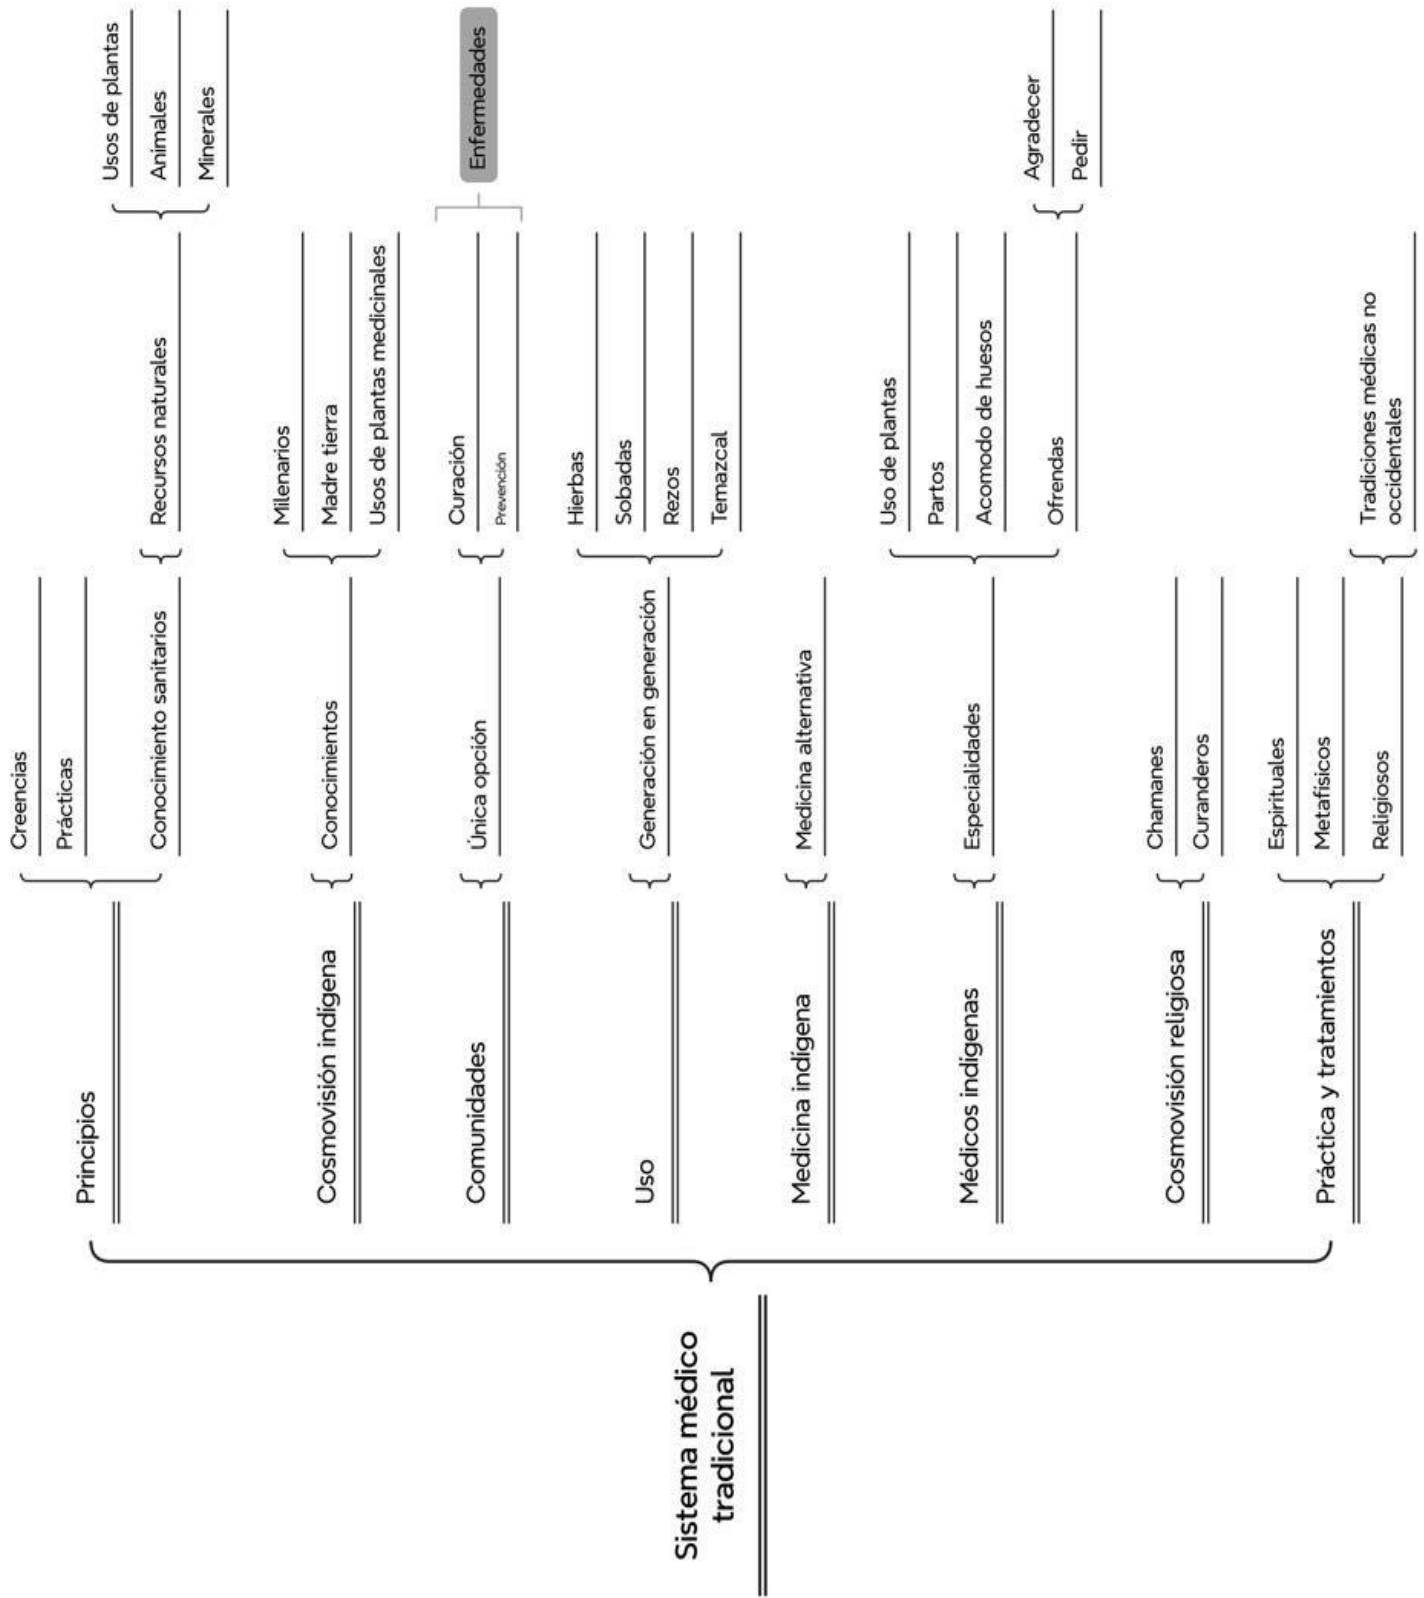 Sistema médico
tradicional
Principios
Creencias
Prácticas
Conocimiento sanitarios
Recursos naturales
Usos de plantas
Animales
Minerales
Cosmovisión indígena
Conocimientos
Milenarios
Madre tierra
Usos de plantas medicinales
Comunidades
Única opción
Curación
Prevención
Enfermedades
Uso
Generación en generación
Hierbas
Sobadas
Rezos
Temazcal
Medicina indígena
Medicina alternativa
Médicos indígenas
Especialidades
Uso de plantas
Partos
Acomodo de huesos
Ofrendas
Agradecer
Pedir
Cosmovisión religiosa
Chamanes
Curanderos
Práctica y tratamientos
Espirituales
Metafísicos
Religiosos
Tradiciones médicas no
occidentales